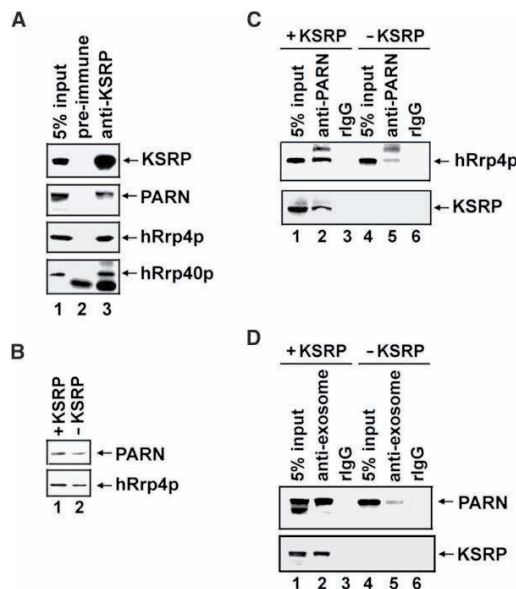 A
5% input
pre-immune
anti-KSRP
KSRP
PARN
hRrp4p
hRrp40p
1 2 3
B
+ KSRP
- KSRP
PARN
hRrp4p
1 2
C
+ KSRP – KSRP
5% input
anti-PARN
rIgG
5% input
anti-PARN
rIgG
hRrp4p
KSRP
1 2 3 4 5 6
D
+ KSRP – KSRP
5% input
anti-exosome
rIgG
5% input
anti-exosome
rIgG
PARN
KSRP
1 2 3 4 5 6